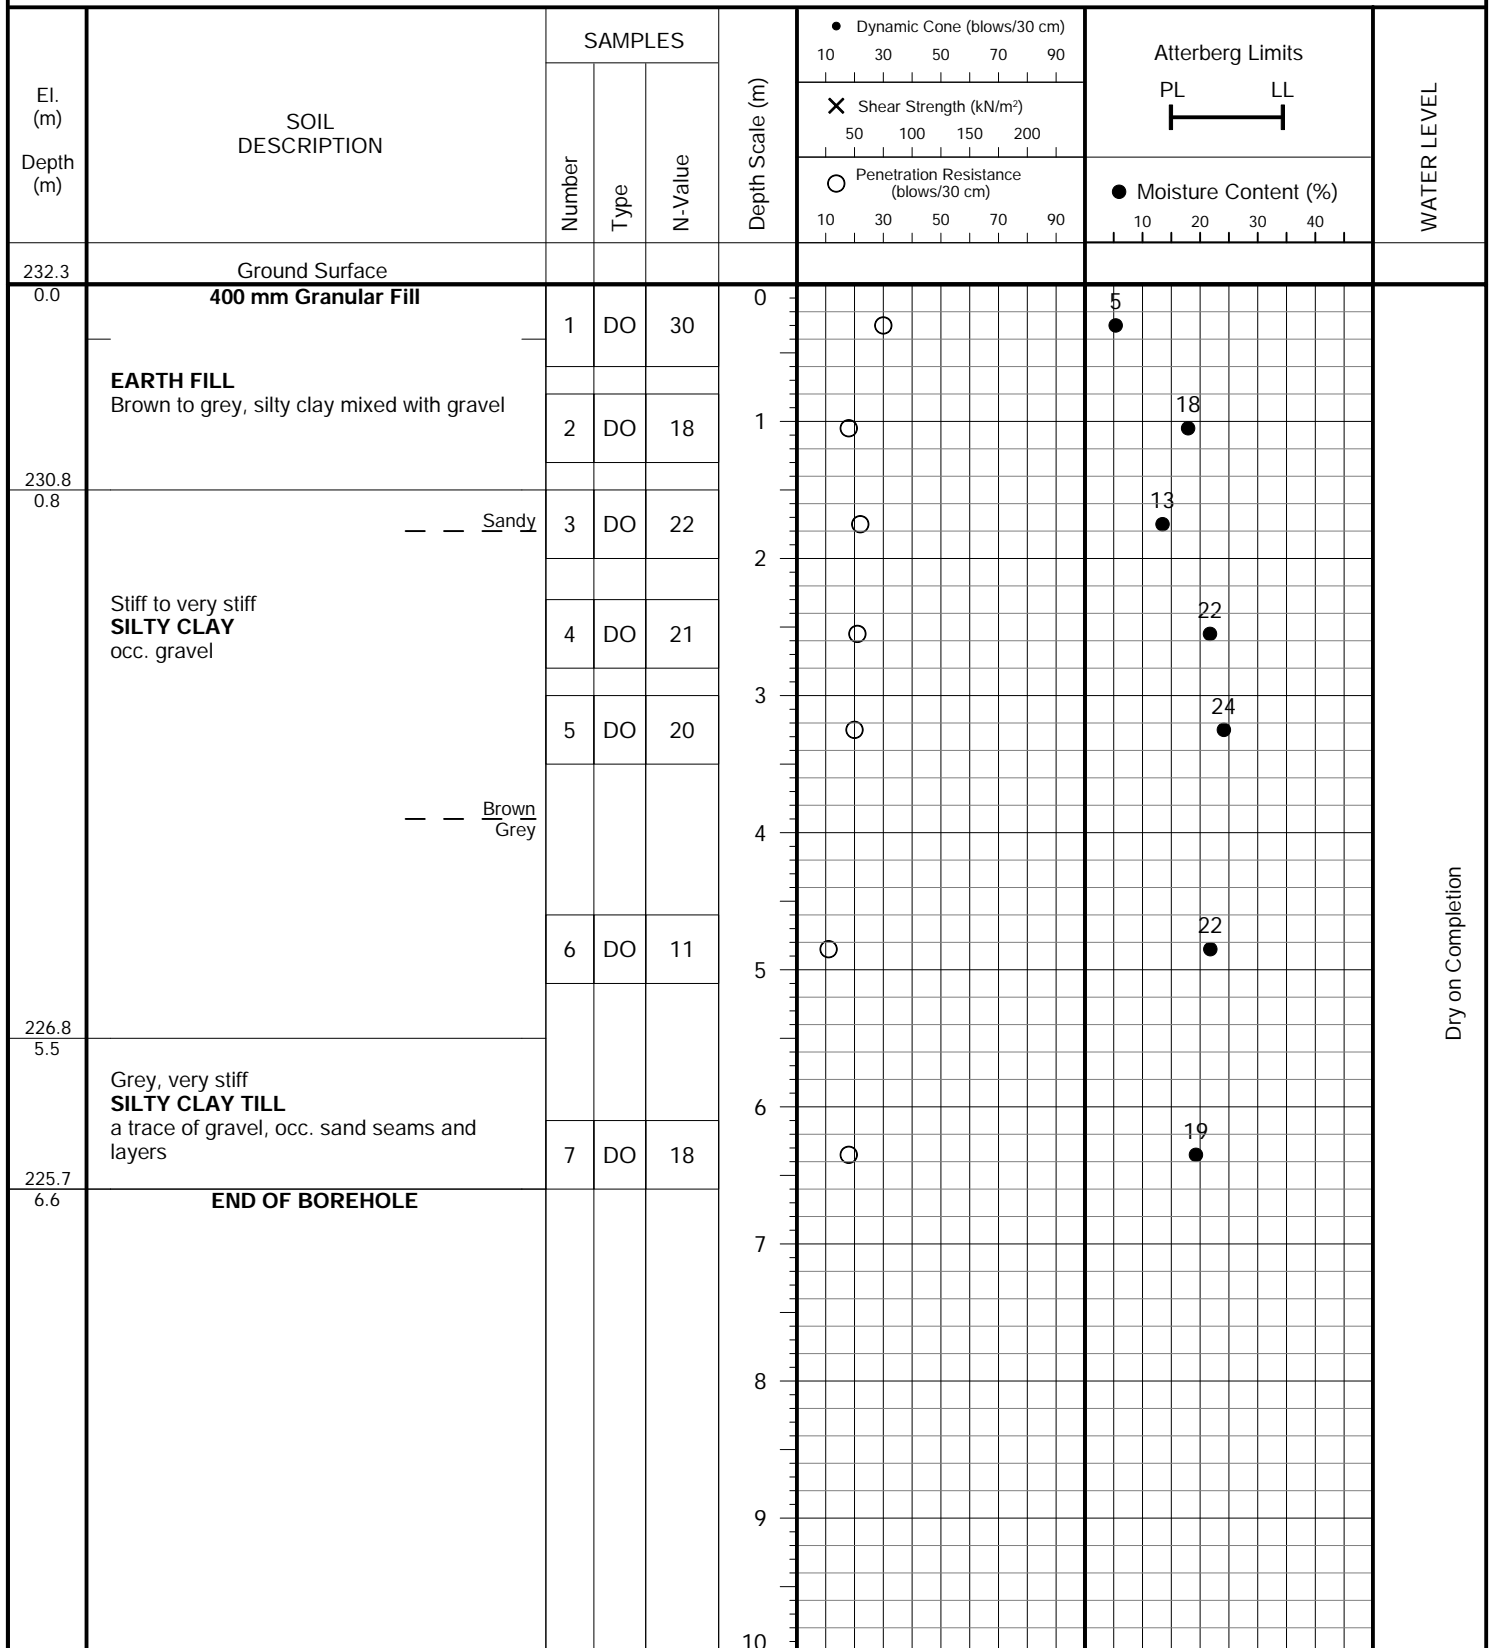 El.
(m)
Depth
(m)
SOIL
DESCRIPTION
SAMPLES
Number
Type
N-Value
Depth Scale (m)
● Dynamic Cone (blows/30 cm)
10 30 50 70 90
X Shear Strength (kN/m²)
50 100 150 200
O Penetration Resistance
(blows/30 cm)
10 30 50 70 90
Atterberg Limits
PL LL
● Moisture Content (%)
10 20 30 40
WATER LEVEL
232.3 Ground Surface
0.0 400 mm Granular Fill 0
1 DO 30 5
EARTH FILL
Brown to grey, silty clay mixed with gravel
2 DO 18 1 18
230.8
0.8
Sandy 3 DO 22 13
2
Stiff to very stiff
SILTY CLAY
occ. gravel
4 DO 21 22
3
5 DO 20 24
Brown
Grey
4
6 DO 11 22
5
Dry on Completion
226.8
5.5
Grey, very stiff
SILTY CLAY TILL
a trace of gravel, occ. sand seams and
layers
6
7 DO 18 19
225.7
6.6 END OF BOREHOLE
7
8
9
10